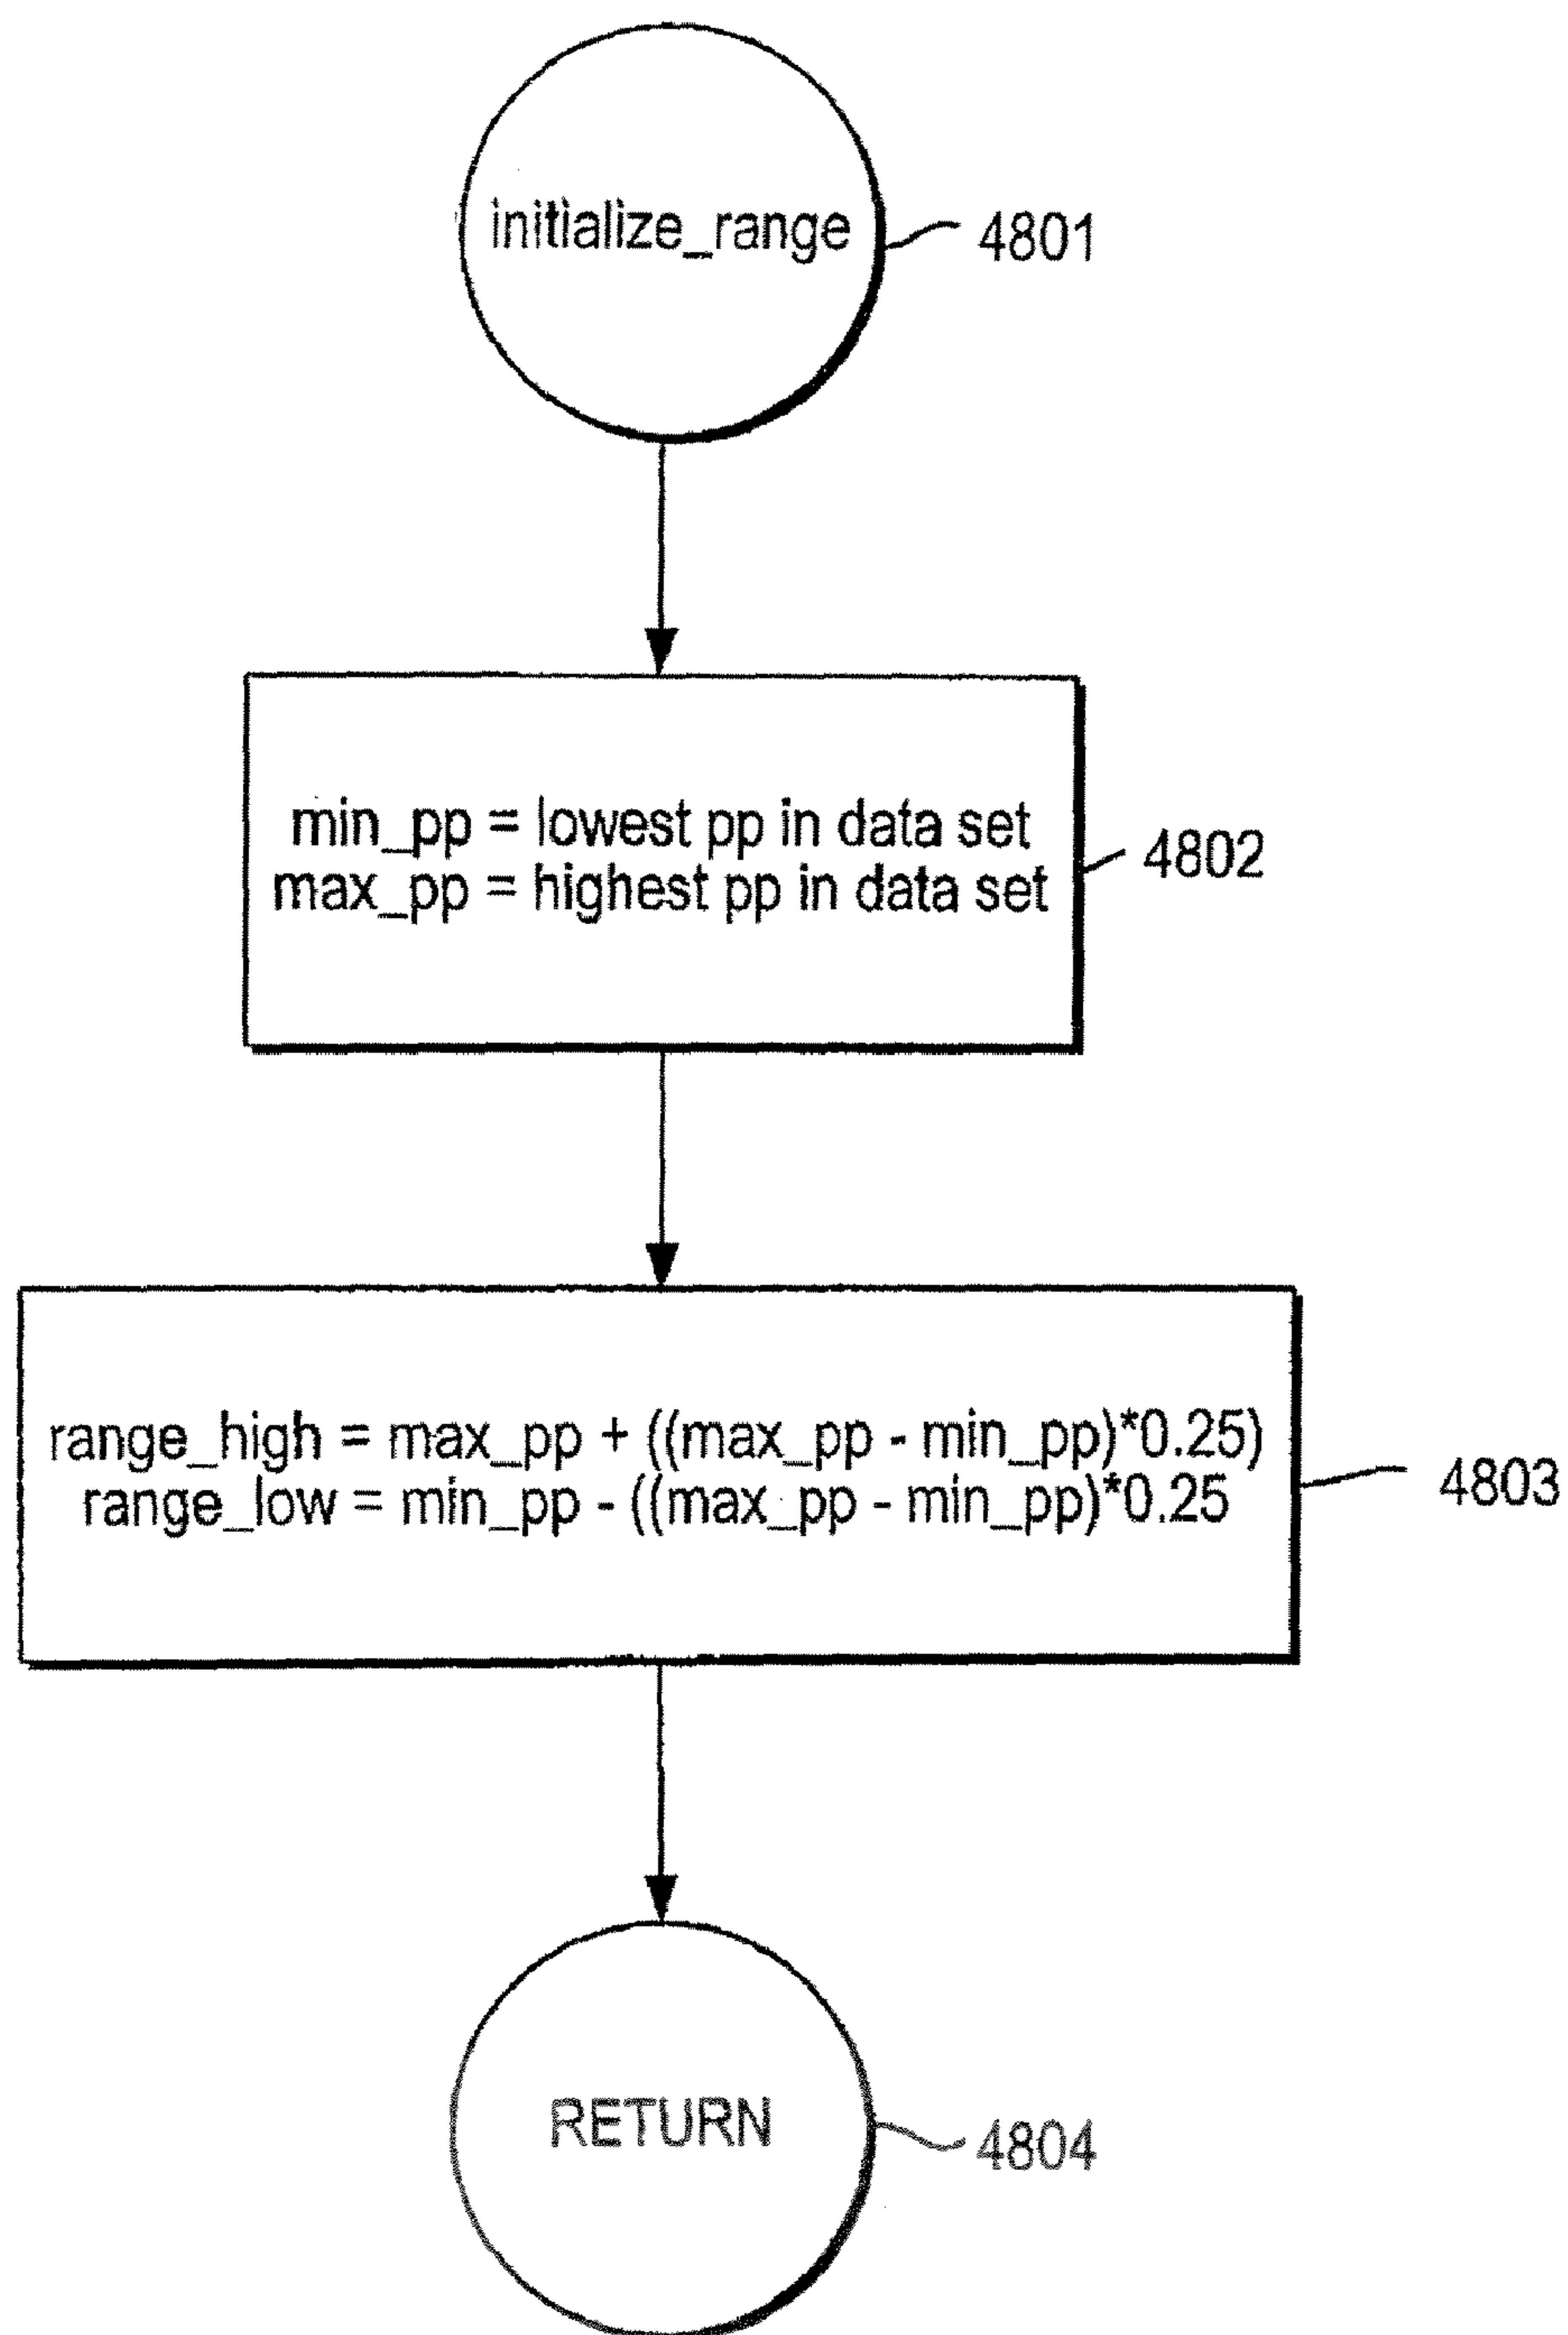 initialize_range
4801
min_pp = lowest pp in data set
max_pp = highest pp in data set
4802
range_high = max_pp + ((max_pp - min_pp)*0.25)
range_low = min_pp - ((max_pp - min_pp)*0.25
4803
RETURN
4804